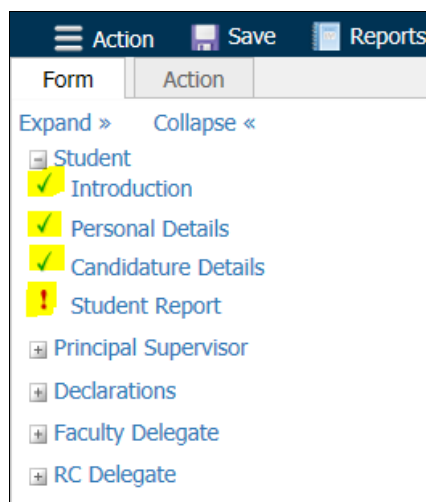 Action Save Reports
Form Action
Expand » Collapse «
Student
Introduction
Personal Details
Candidature Details
Student Report
Principal Supervisor
Declarations
Faculty Delegate
RC Delegate